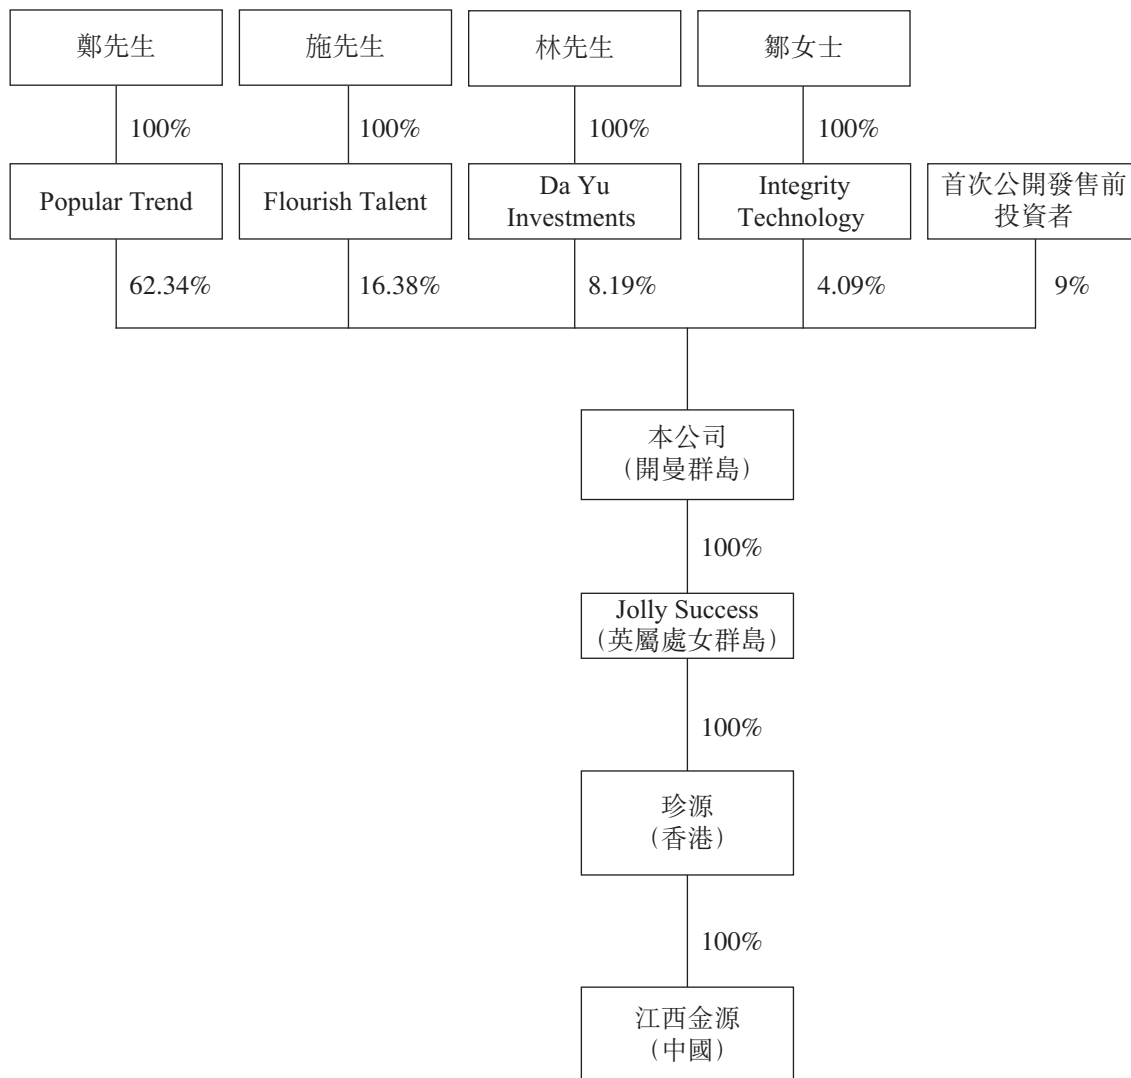 鄭先生
施先生
林先生
鄒女士
100%
100%
100%
100%
Popular Trend
Flourish Talent
Da Yu
Investments
Integrity
Technology
首次公開發售前
投資者
62.34%
16.38%
8.19%
4.09%
9%
本公司
（開曼群島）
100%
Jolly Success
（英屬處女群島）
100%
珍源
（香港）
100%
江西金源
（中國）